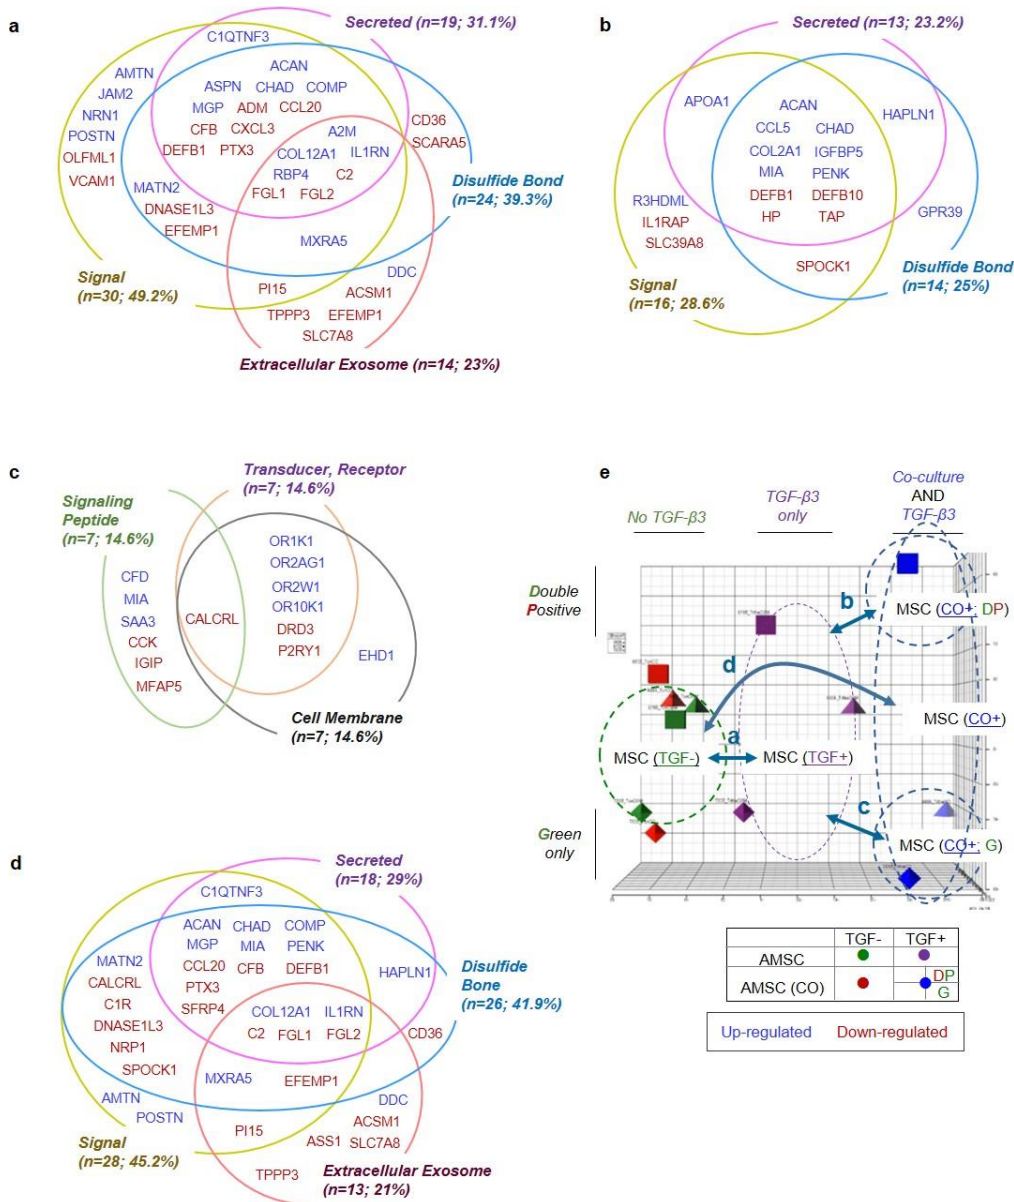 a
Secreted (n=19; 31.1%)
C1QTNF3
AMTN
JAM2
NRN1
POSTN
OLFML1
VCAM1
ACAN
ASPN CHAD COMP
MGP ADM CCL20
CFB CXCL3
DEFB1 PTX3
CD36
SCARA5
A2M
COL12A1 IL1RN
RBP4 C2
FGL1 FGL2
MATN2
DNASE1L3
EFEMP1
Disulfide Bond
(n=24, 39.3%)
MXRA5
DDC
Signal
(n=30; 49.2%)
PI15
ACSM1
TPPP3 EFEMP1
SLC7A8
Extracellular Exosome (n=14; 23%)
b
Secreted (n=13; 23.2%)
APOA1
ACAN
HAPLN1
CCL5 CHAD
COL2A1 IGFBP5
MIA PENK
DEFB1 DEFB10
HP TAP
R3HDML
IL1RAP
SLC39A8
GPR39
SPOCK1
Signal
(n=16; 28.6%
Disulfide Bond
(n=14; 25%)
c
Transducer, Receptor
(n=7; 14.6%)
Signaling
Peptide
(n=7; 14.6%)
OR1K1
OR2AG1
OR2W1
OR10K1
DRD3
P2RY1
CFD
MIA
SAA3
CCK
IGIP
MFAP5
CALCRL
EHD1
Cell Membrane
(n=7; 14.6%)
d
Secreted
(n=18; 29%)
C1QTNF3
ACAN CHAD COMP
MGP MIA PENK
CCL20 CFB DEFB1
PTX3
SFRP4
MATN2
CALCRL
C1R
DNASE1L3
NRP1
SPOCK1
HAPLN1
Disulfide
Bone
(n=26; 41.9%)
COL12A1 IL1RN
C2 FGL1 FGL2
CD36
MXRA5 EFEMP1
AMTN
POSTN
DDC
PI15
ACSM1
ASS1 SLC7A8
Signal
(n=28; 45.2%)
TPPP3
Extracellular Exosome
(n=13; 21%)
e
No TGF-β3
TGF-β3
only
Co-culture
AND
TGF-β3
Double
Positive
b
MSC (CO+; DP)
d
MSC (CO+)
a
MSC (TGF-) MSC (TGF+)
c
MSC (CO+; G)
Green
only
TGF- TGF+
AMSC
AMSC (CO) DP
G
Up-regulated Down-regulated